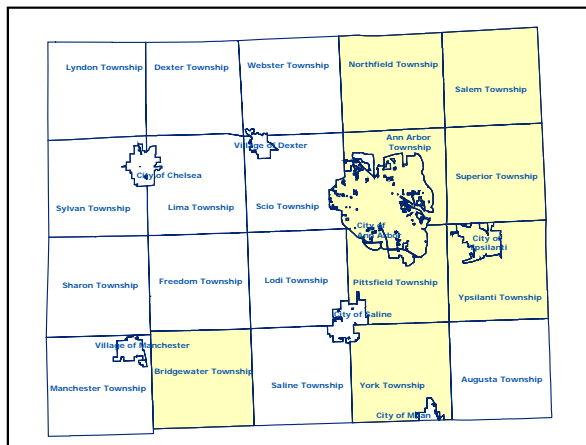 Lyndon Township
Dexter Township
Webster Township
Northfield Township
Salem Township
Village of Dexter
Ann Arbor
Township
City of Chelsea
Superior Township
Sylvan Township
Lima Township
Scio Township
City of
Ann Arbor
City of
Ypsilanti
Sharon Township
Freedom Township
Lodi Township
Pittsfield Township
Ypsilanti Township
City of Saline
Village of Manchester
Bridgewater Township
Manchester Township
Saline Township
York Township
Augusta Township
City of Milan